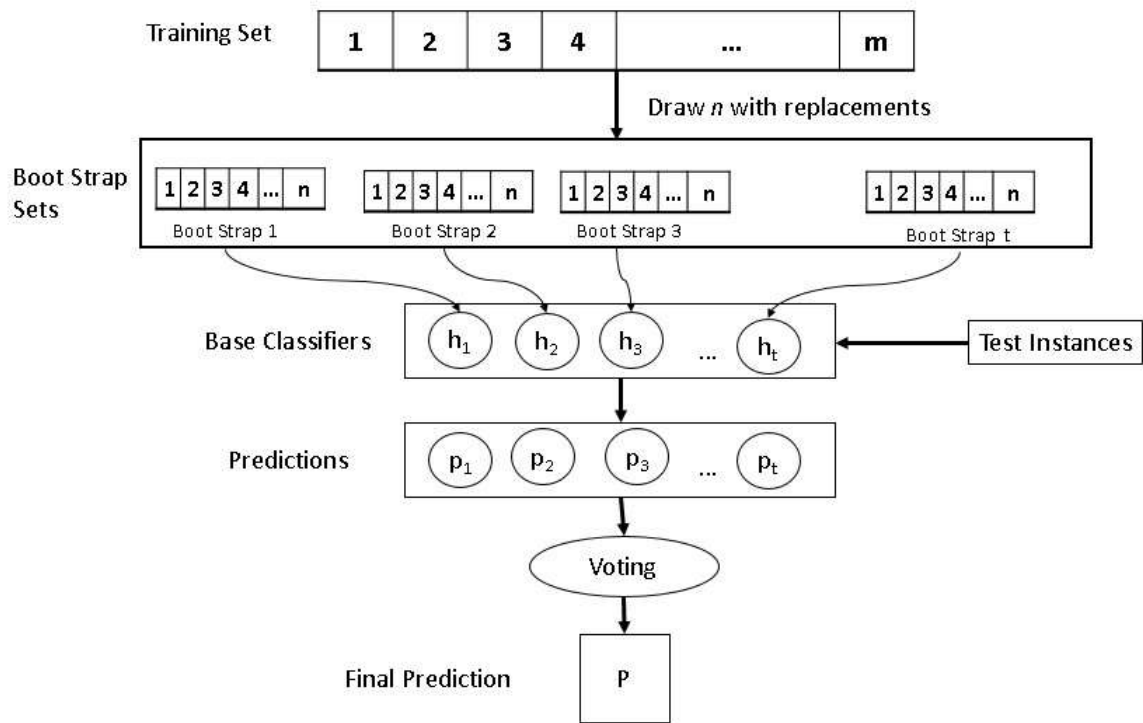 Training Set
1 2 3 4 ... m
Draw n with replacements
Boot Strap
Sets
1 2 3 4 ... n
1 2 3 4 ... n
1 2 3 4 ... n
1 2 3 4 ... n
Boot Strap 1
Boot Strap 2
Boot Strap 3
Boot Strap t
Base Classifiers
h1 h2 h3 ... ht
Test Instances
Predictions
p1 p2 p3 ... pt
Voting
Final Prediction
P